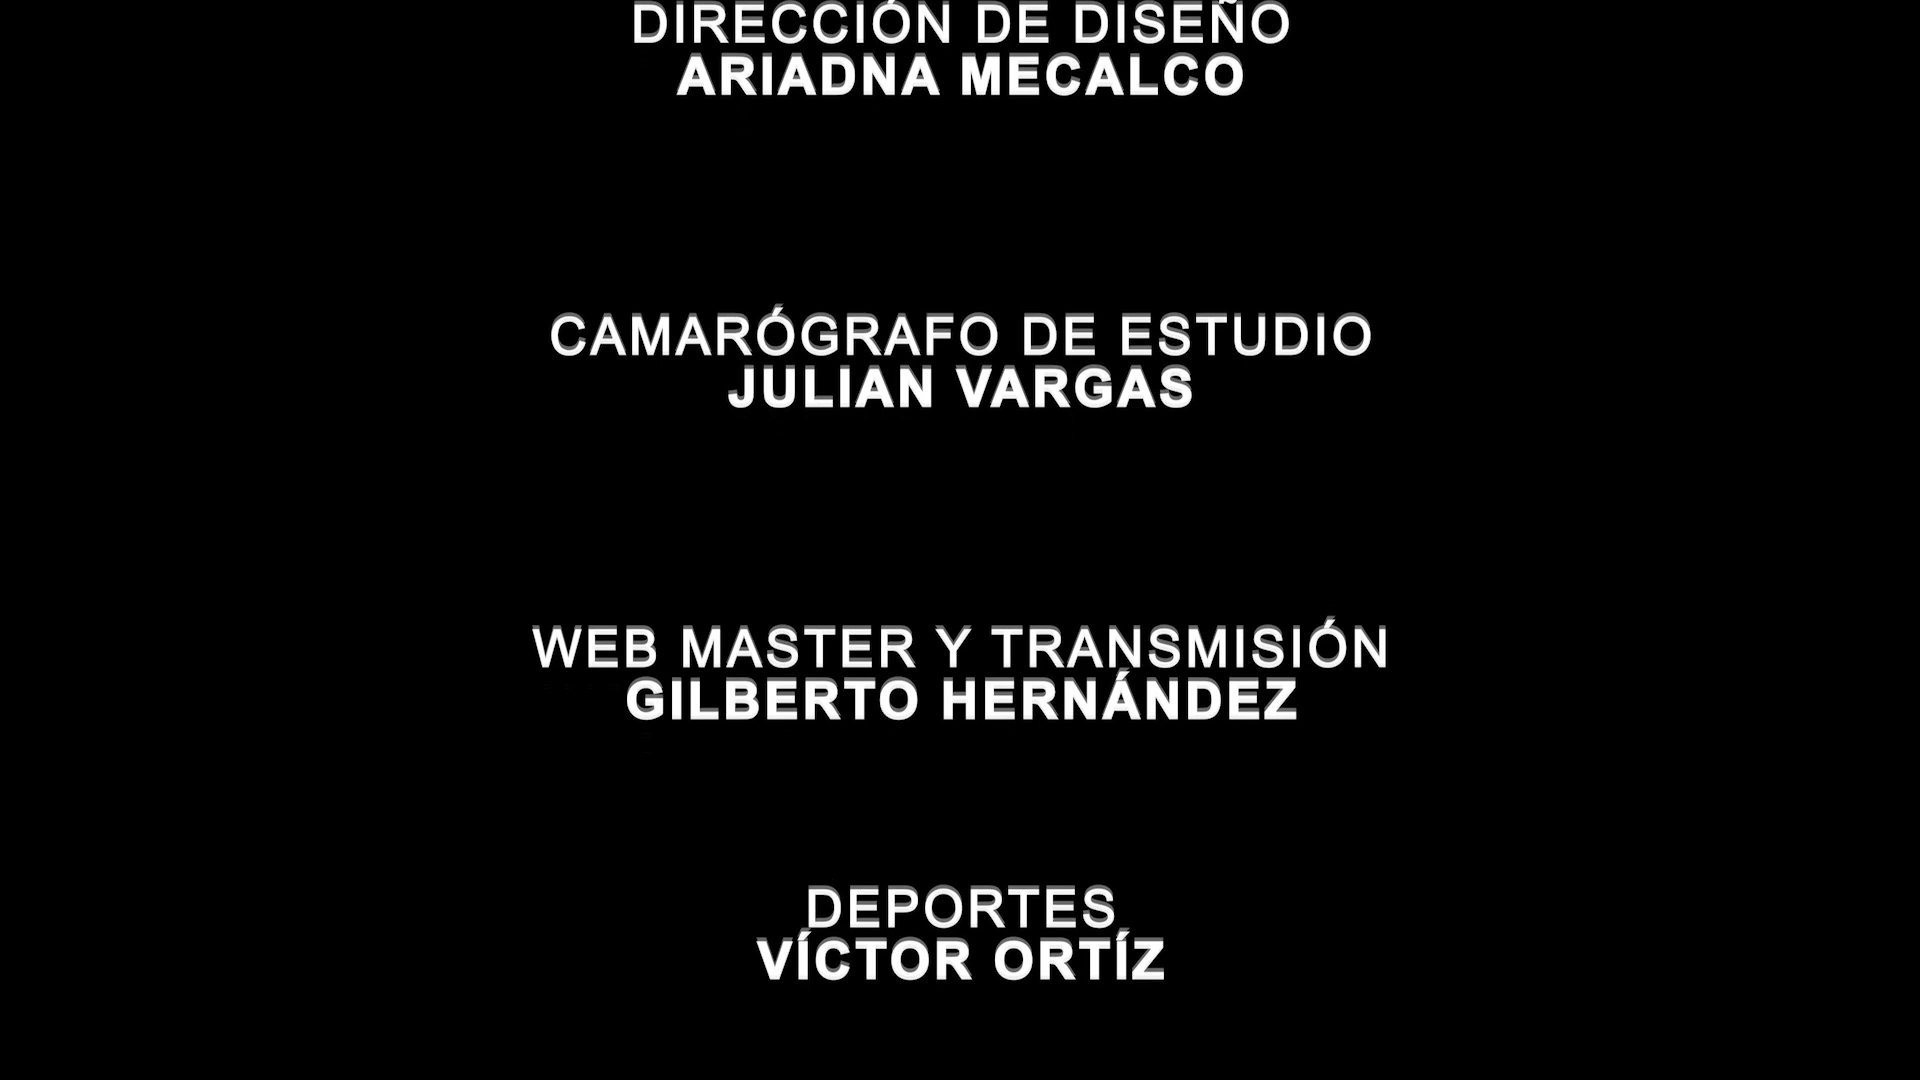 DIRECCIÓN DE DISEÑO
ARIADNA MECALCO
CAMARÓGRAFO DE ESTUDIO
JULIAN VARGAS
WEB MASTER Y TRANSMISIÓN
GILBERTO HERNÁNDEZ
DEPORTES
VÍCTOR ORTÍZ